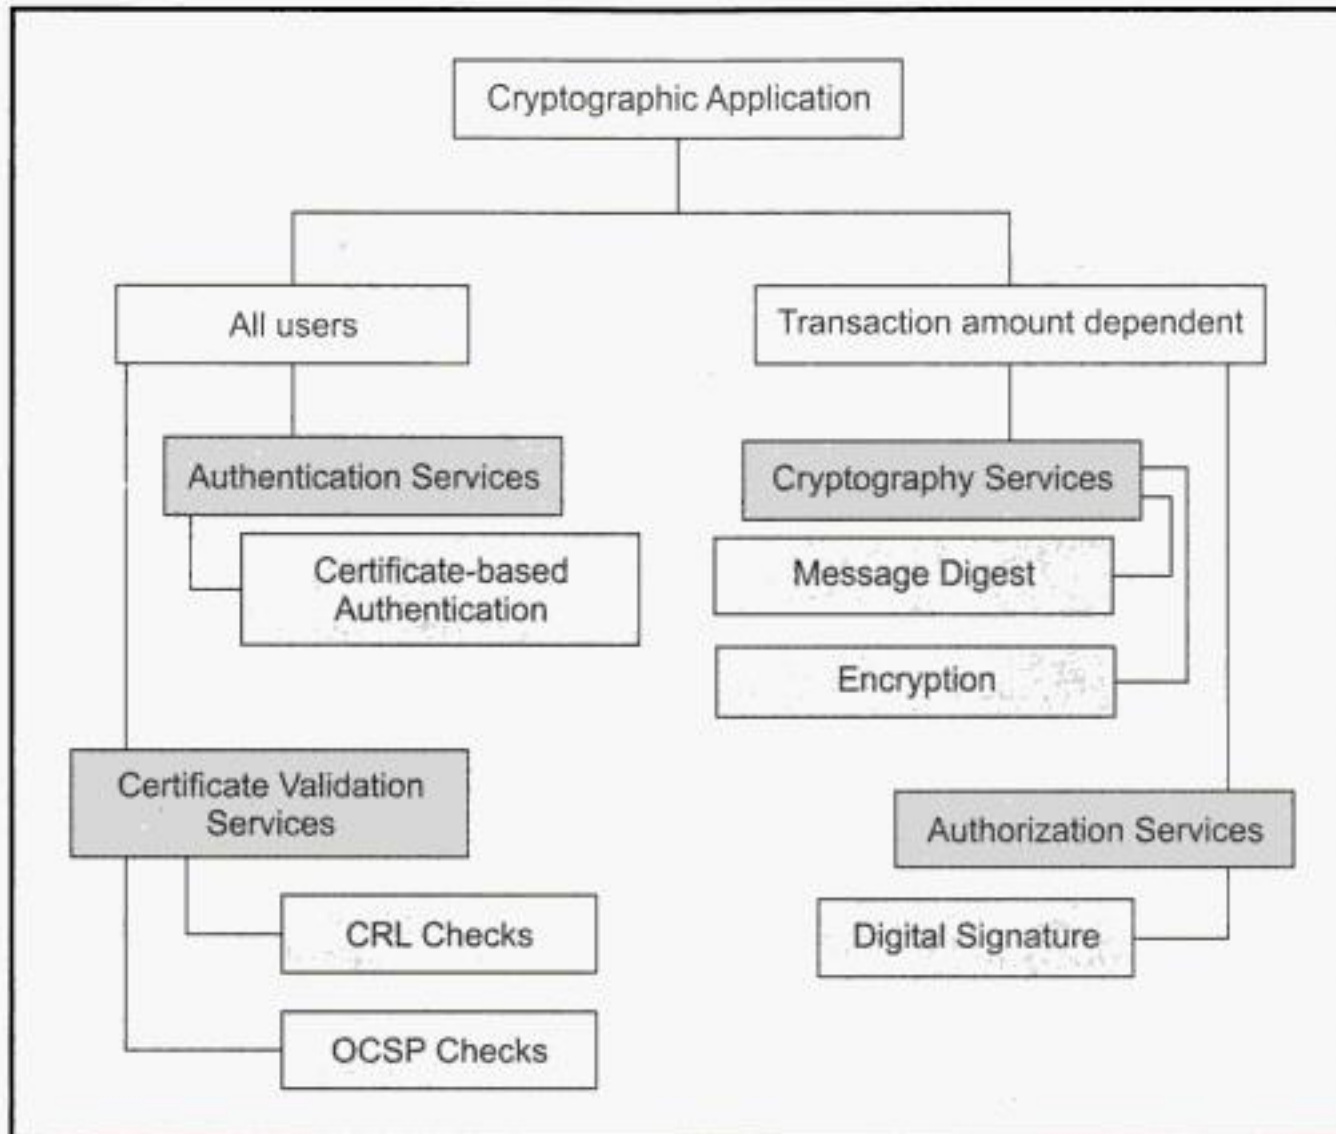 Cryptographic Application
All users
Transaction amount dependent
Authentication Services
Cryptography Services
Certificate-based
Authentication
Message Digest
Encryption
Certificate Validation
Services
Authorization Services
CRL Checks
Digital Signature
OCSP Checks